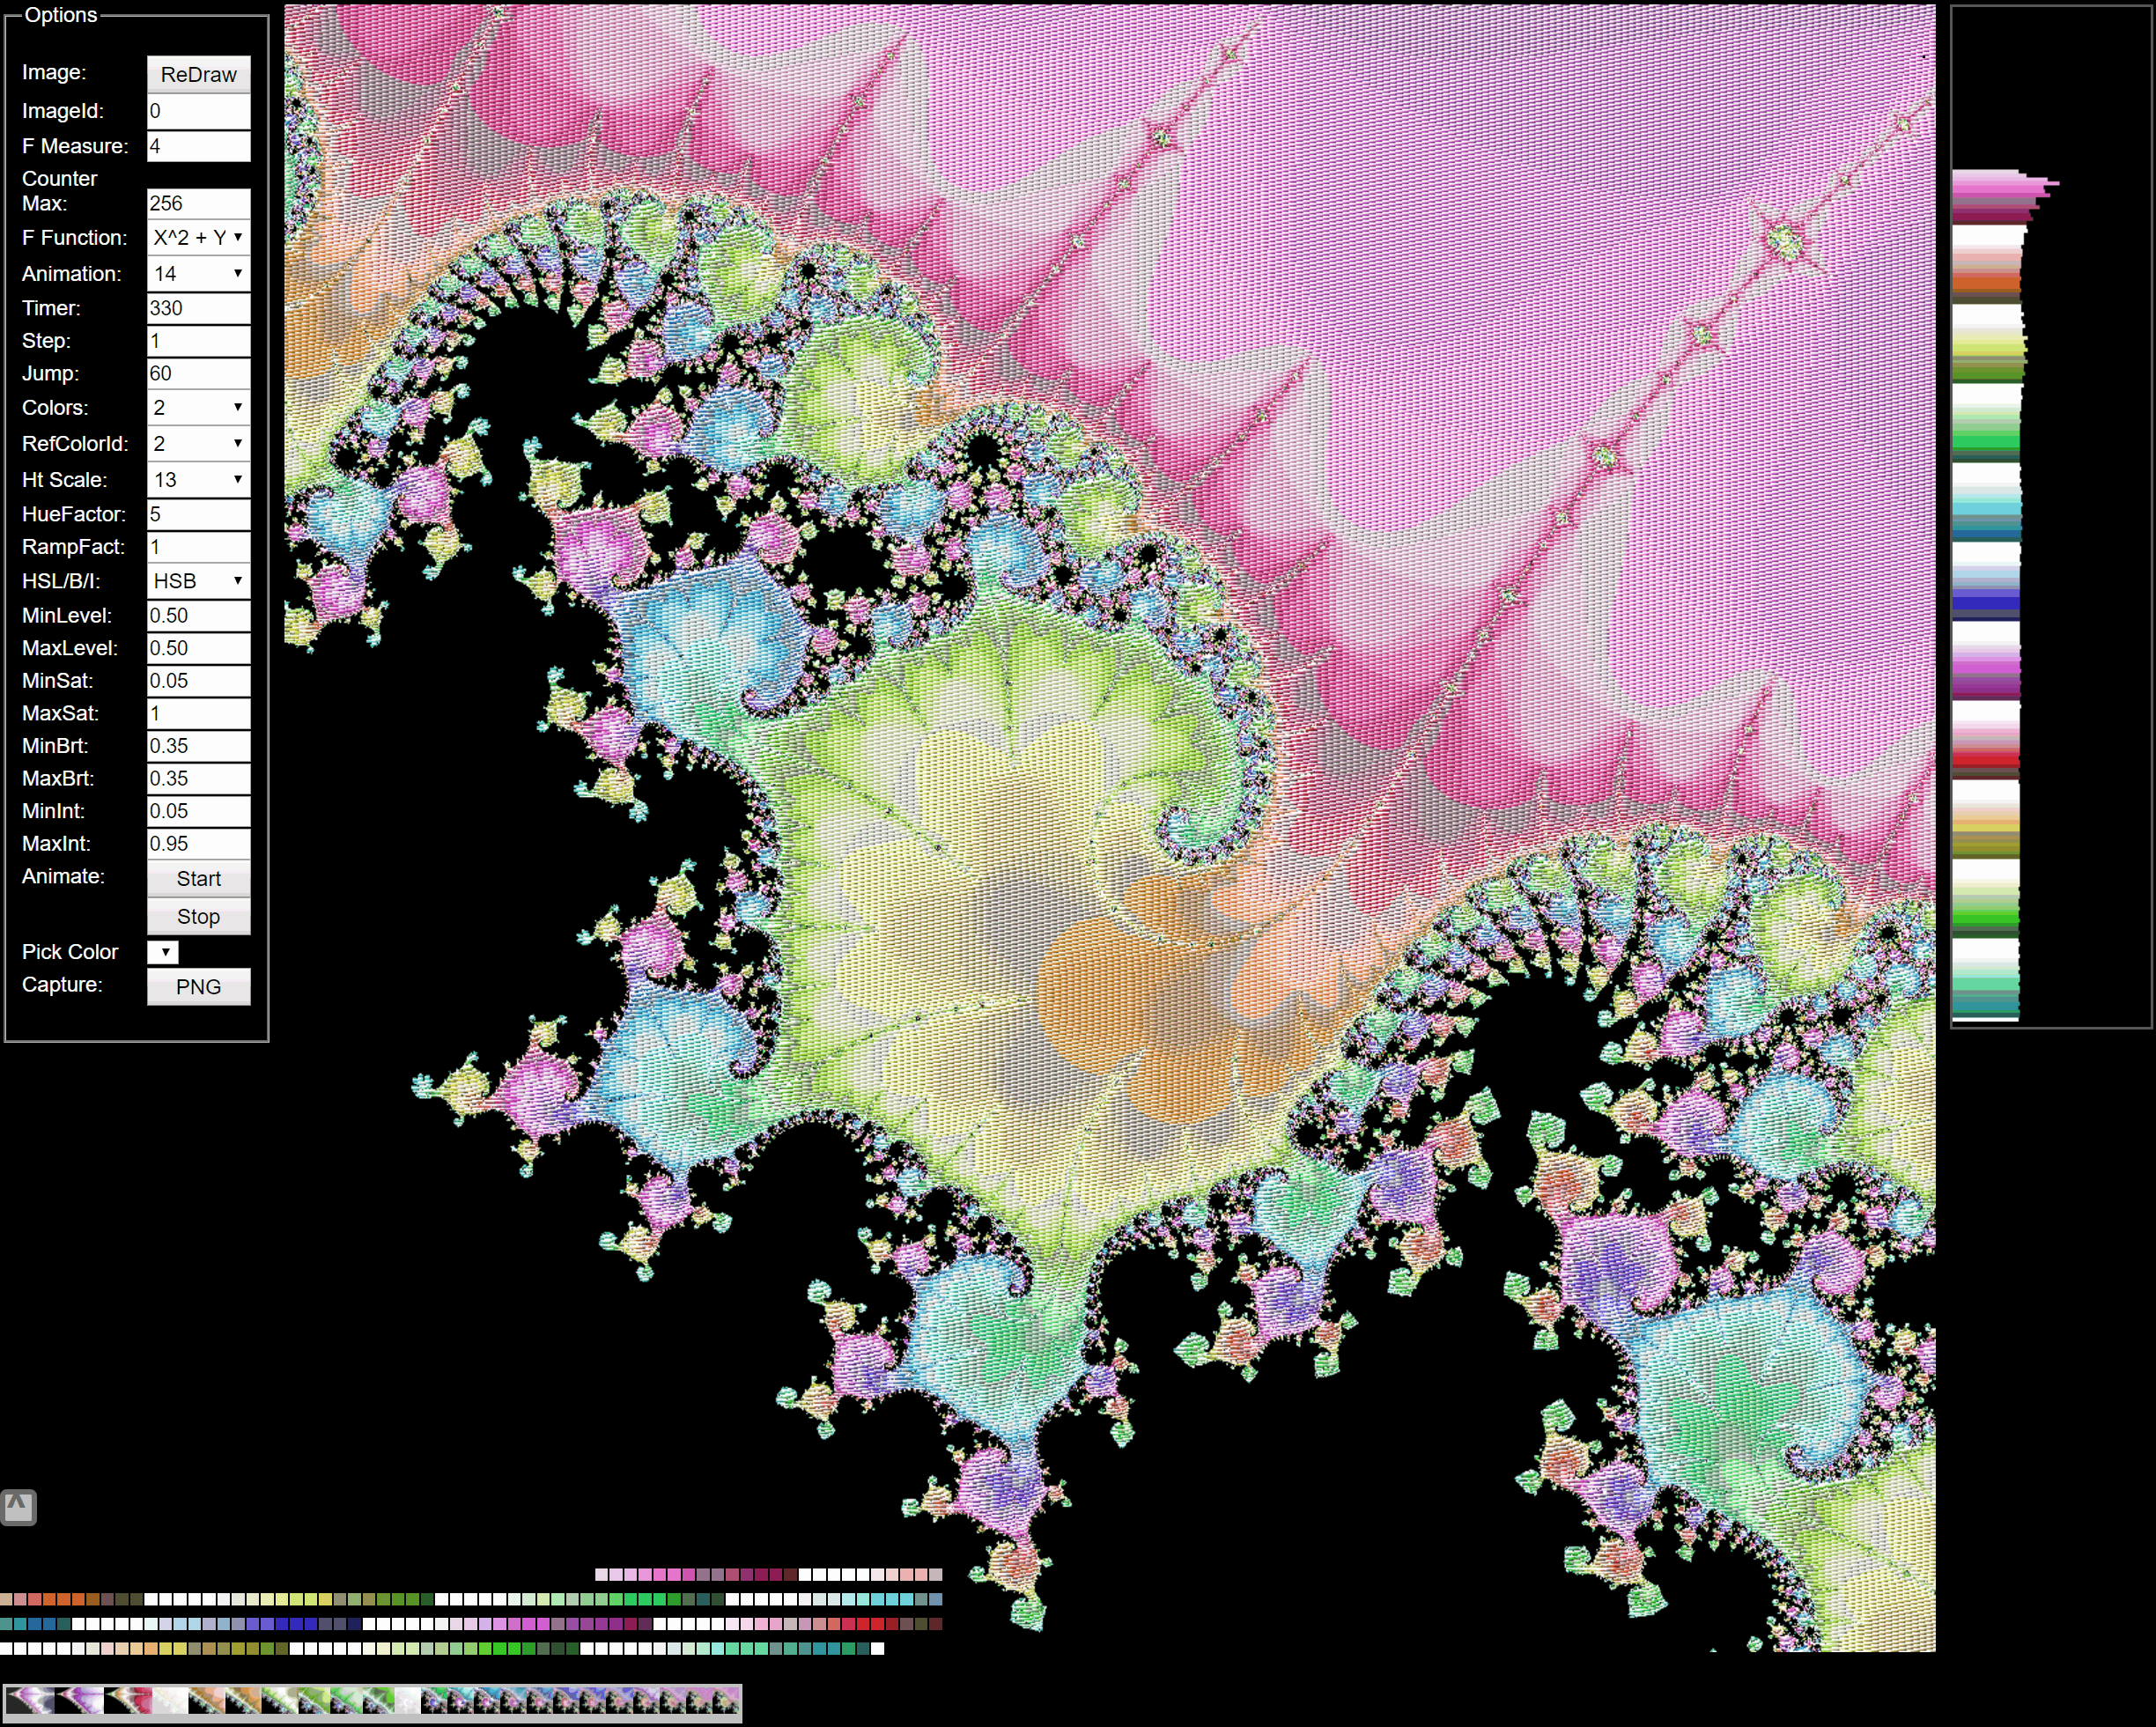 Options
Image: ReDraw
ImageId: 0
F Measure: 4
Counter
Max: 256
F Function: X^2 + Y
Animation: 14
Timer: 330
Step: 1
Jump: 60
Colors: 2
RefColorId: 2
Ht Scale: 13
HueFactor: 5
RampFact: 1
HSL/B/I: HSB
MinLevel: 0.50
MaxLevel: 0.50
MinSat: 0.05
MaxSat: 1
MinBrt: 0.35
MaxBrt: 0.35
MinInt: 0.05
MaxInt: 0.95
Animate: Start
Stop
Pick Color
Capture: PNG
^